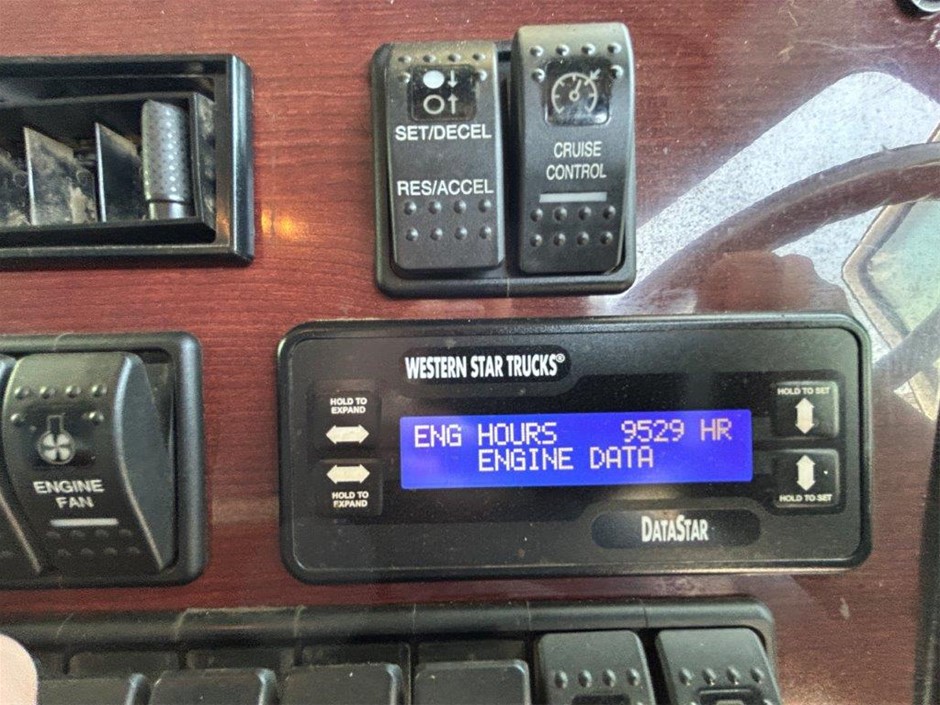 SET/DECEL
RES/ACCEL
CRUISE
CONTROL
WESTERN STAR TRUCKS®
HOLD TO
EXPAND
HOLD TO SET
ENG HOURS 9529 HR
ENGINE DATA
HOLD TO
EXPAND
HOLD TO SET
DATASTAR
ENGINE
FAN